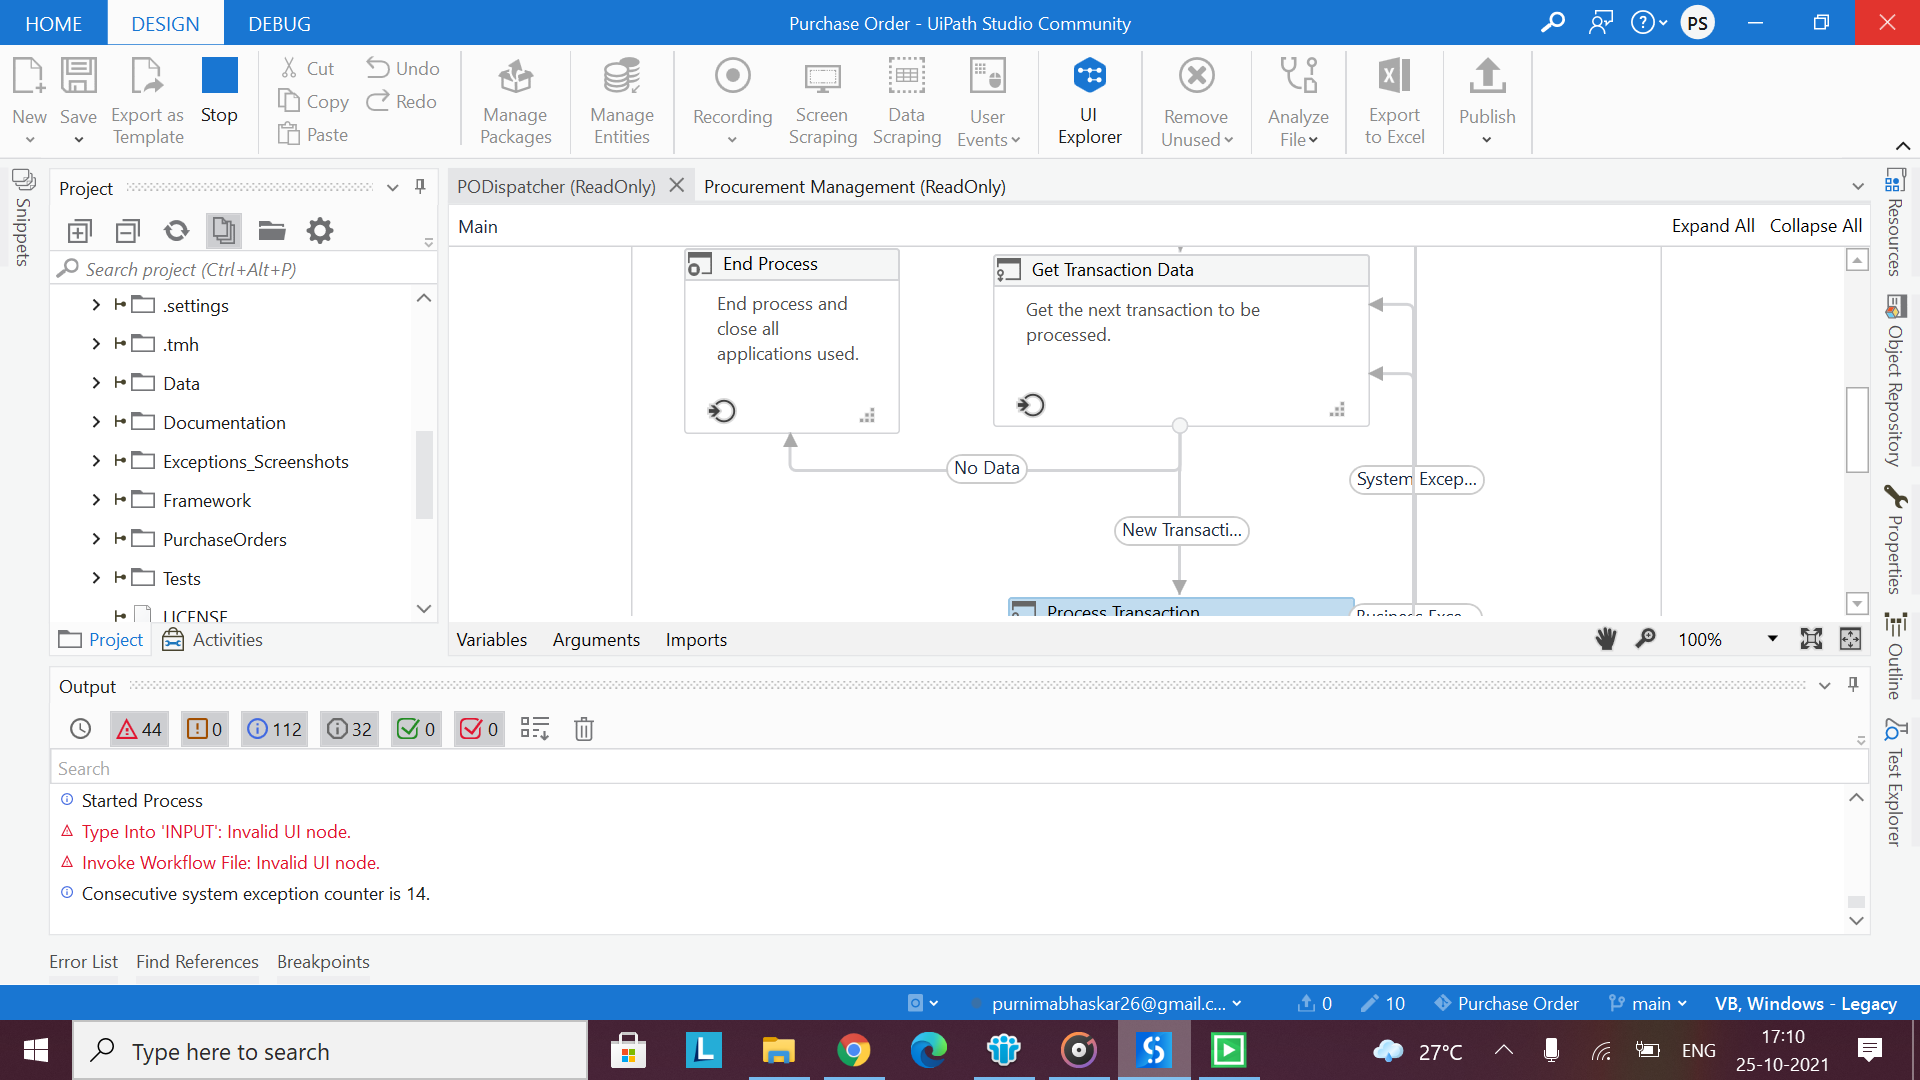 HOME
DESIGN
DEBUG
Purchase Order - UiPath Studio Community
PS
New
Save
Export as
Template
Stop
Cut
Copy
Paste
Undo
Redo
Manage
Packages
Manage
Entities
Recording
Screen
Scraping
Data
Scraping
User
Events
UI
Explorer
Remove
Unused
Analyze
File
Export
to Excel
Publish
Snippets
Project
Search project (Ctrl+Alt+P)
.settings
.tmh
Data
Documentation
Exceptions_Screenshots
Framework
PurchaseOrders
Tests
LICENSE
Project
Activities
PODispatcher (ReadOnly)
Procurement Management (ReadOnly)
Main
Expand All
Collapse All
End Process
End process and
close all
applications used.
Get Transaction Data
Get the next transaction to be
processed.
No Data
System Excep...
New Transacti...
Process Transaction
Business Exce...
Variables
Arguments
Imports
100%
Resources
Object Repository
Properties
Outline
Test Explorer
Output
44
0
112
32
0
0
Search
Started Process
Type Into 'INPUT': Invalid UI node.
Invoke Workflow File: Invalid UI node.
Consecutive system exception counter is 14.
Error List
Find References
Breakpoints
purnimabhaskar26@gmail.c...
0
10
Purchase Order
main
VB, Windows - Legacy
Type here to search
27°C
ENG
17:10
25-10-2021